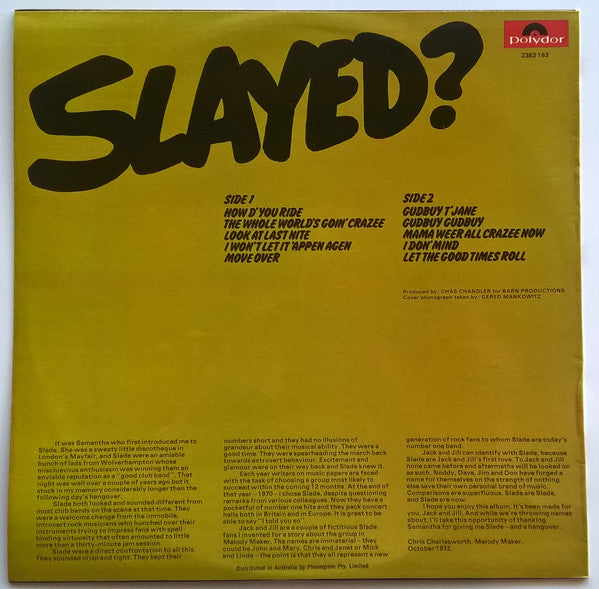 polydor
2383 163
SLAYED?
SIDE 1
HOW D'YOU RIDE
THE WHOLE WORLD'S GOIN' CRAZEE
LOOK AT LAST NITE
I WON'T LET IT 'APPEN AGEN
MOVE OVER
SIDE 2
GUDBUY T'JANE
GUDBUY GUDBUY
MAMA WEER ALL CRAZEE NOW
I DON' MIND
LET THE GOOD TIMES ROLL
Produced by: CHAS CHANDLER for BARN PRODUCTIONS
Cover photograph taken by: GERED MANKOWITZ
It was Samantha who first introduced me to
Slade. She was a sweaty little discotheque in
London's Mayfair, and Slade were an amiable
bunch of lads from Wolverhampton whose
mischievous enthusiasm was winning them an
enviable reputation as a "good club band". That
night was well over a couple of years ago but it
stuck in my memory considerably longer than the
following day's hangover.
Slade both looked and sounded different from
most club bands on the scene at that time. They
were a welcome change from the immobile,
introvert rock musicians who hunched over their
instruments trying to impress fans with spell-
binding virtuosity that often amounted to little
more than a thirty-minute jam session.
Slade were a direct confrontation to all this.
They sounded crisp and tight. They kept their
numbers short and they had no illusions of
grandeur about their musical ability. They were a
good time. They were spearheading the march back
towards extrovert behaviour. Excitement and
glamour were on their way back and Slade knew it.
Each year writers on music papers are faced
with the task of choosing a group most likely to
succeed within the coming 12 months. At the end of
that year – 1970 – I chose Slade, despite questioning
remarks from various colleagues. Now they have a
pocketful of number one hits and they pack concert
halls both in Britain and in Europe. It is great to be
able to say "I told you so".
Jack and Jill are a couple of fictitious Slade
fans I invented for a story about the group in
Melody Maker. The names are immaterial – they
could be John and Mary, Chris and Janet or Mick
and Linda – the point is that they all represent a new
generation of rock fans to whom Slade are today's
number one band.
Jack and Jill can identify with Slade, because
Slade are Jack and Jill's first love. To Jack and Jill
none came before and aftermaths will be looked on
as such. Noddy, Dave, Jim and Don have forged a
name for themselves on the strength of nothing
else save their own personal brand of music.
Comparisons are superfluous. Slade are Slade,
and Slade are now.
I hope you enjoy this album. It's been made for
you, Jack and Jill. And while we're throwing names
about, I'll take this opportunity of thanking
Samantha for giving me Slade – and a hangover.
Chris Charlesworth, Melody Maker,
October 1972.
Distributed in Australia by Phonogram Pty. Limited